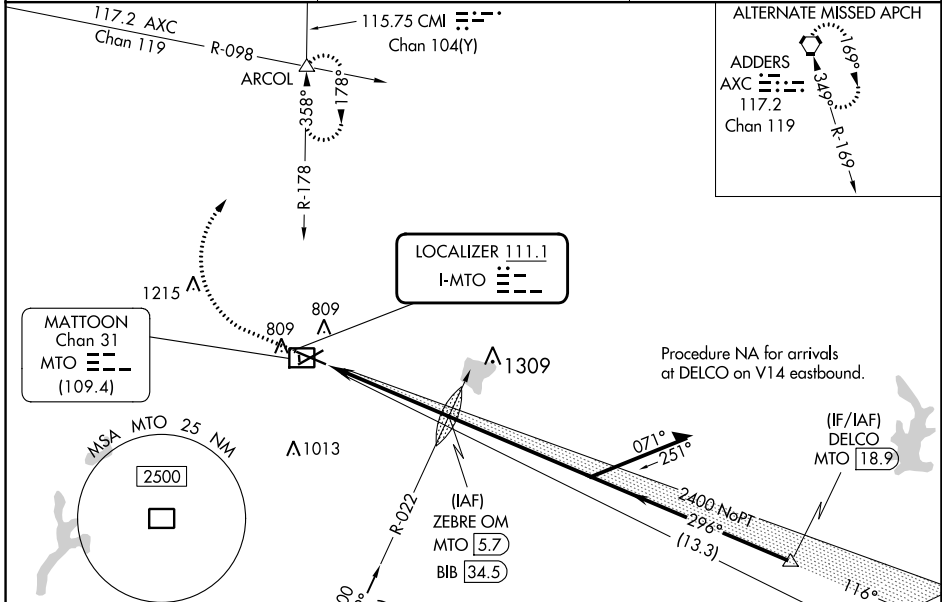 117.2 AXC
Chan 119
R-098
115.75 CMI
Chan 104(Y)
ARCOL
358°
178°
R-178
ALTERNATE MISSED APCH
ADDERS
AXC
117.2
Chan 119
169°
349°
R-169
LOCALIZER 111.1
I-MTO
1215
809
809
MATTOON
Chan 31
MTO
(109.4)
1309
Procedure NA for arrivals
at DELCO on V14 eastbound.
1013
MSA MTO 25 NM
2500
R-022
(IAF)
ZEBRE OM
MTO 5.7
BIB 34.5
071°
251°
2400 NoPT
296°
(13.3)
(IF/IAF)
DELCO
MTO 18.9
116°